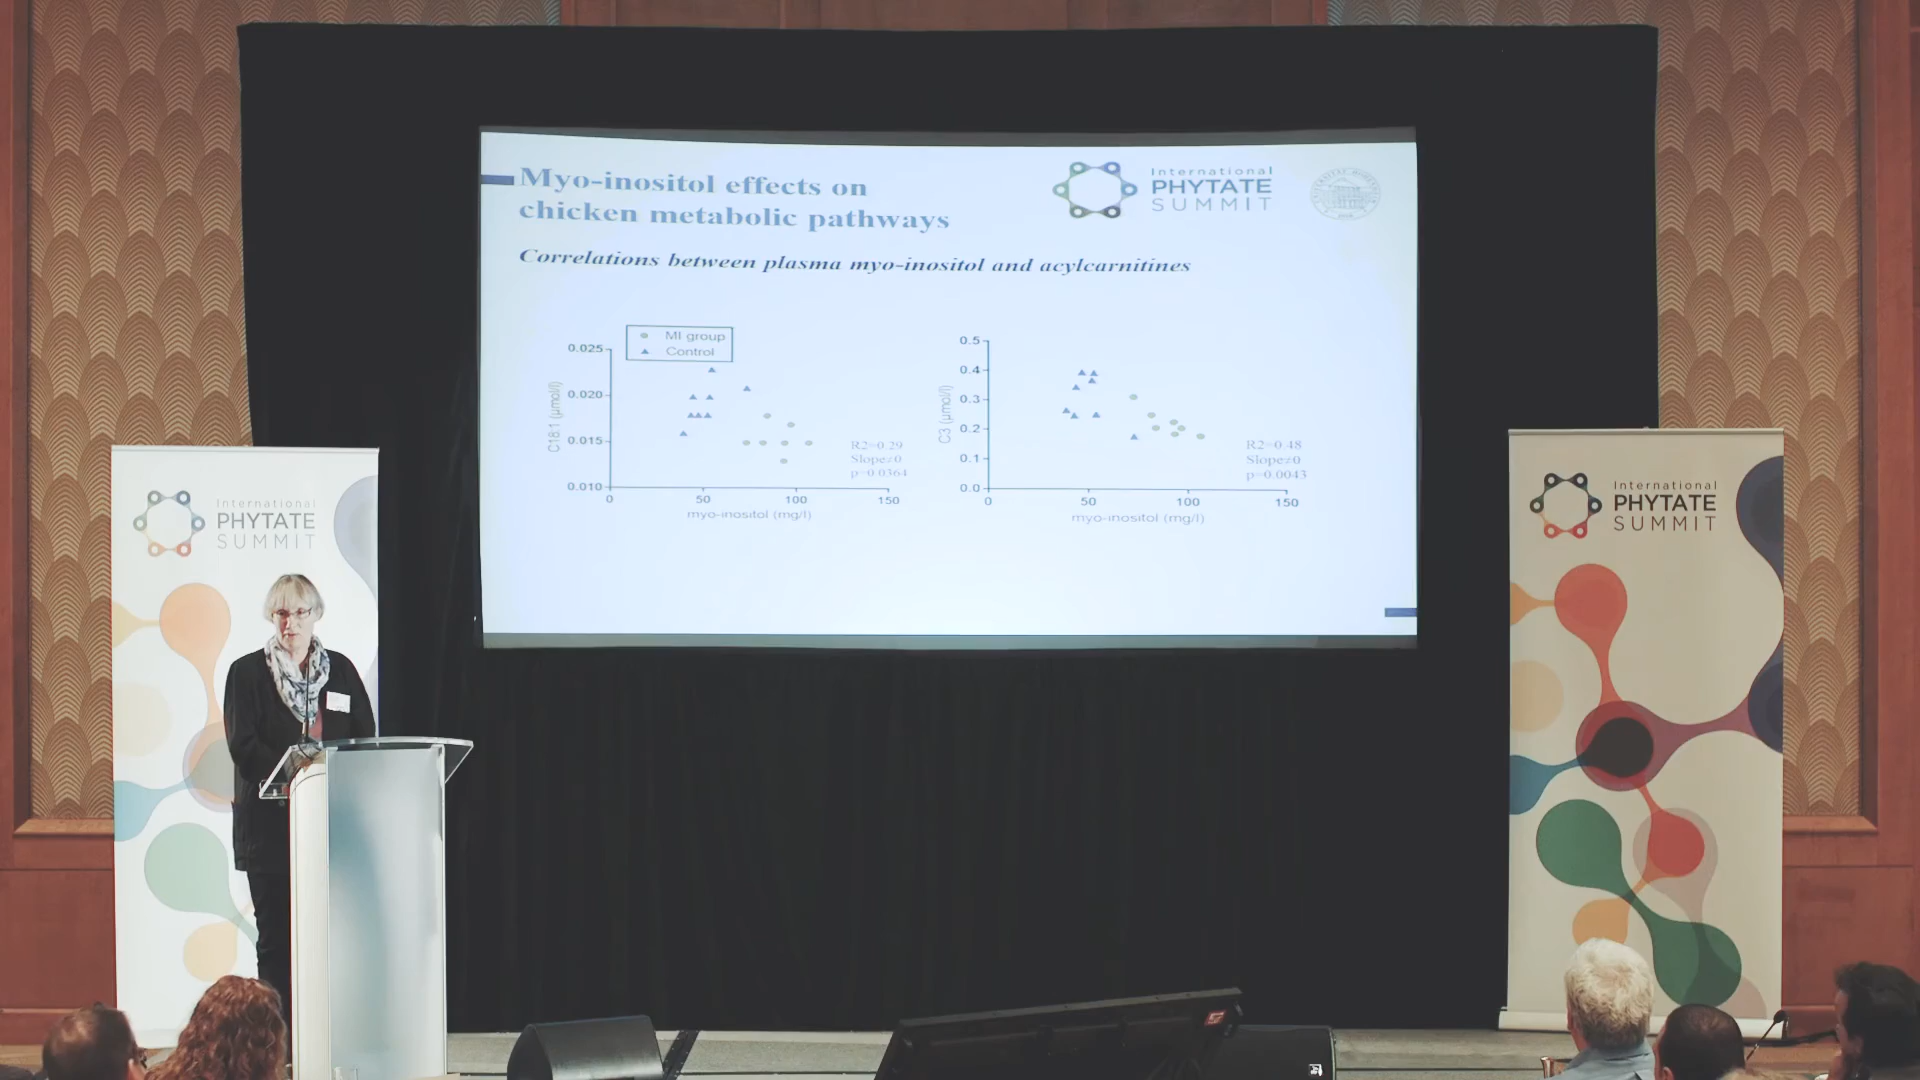 Myo-inositol effects on
chicken metabolic pathways
International
PHYTATE
SUMMIT
Correlations between plasma myo-inositol and acylcarnitines
MI group
Control
0.025
0.020
0.015
0.010
C18:1 (µmol/l)
0
50
100
150
myo-inositol (mg/l)
R2=0.29
Slope≠0
p=0.0364
0.5
0.4
0.3
0.2
0.1
0.0
C3 (µmol/l)
0
50
100
150
myo-inositol (mg/l)
R2=0.48
Slope≠0
p=0.0043
International
PHYTATE
SUMMIT
International
PHYTATE
SUMMIT